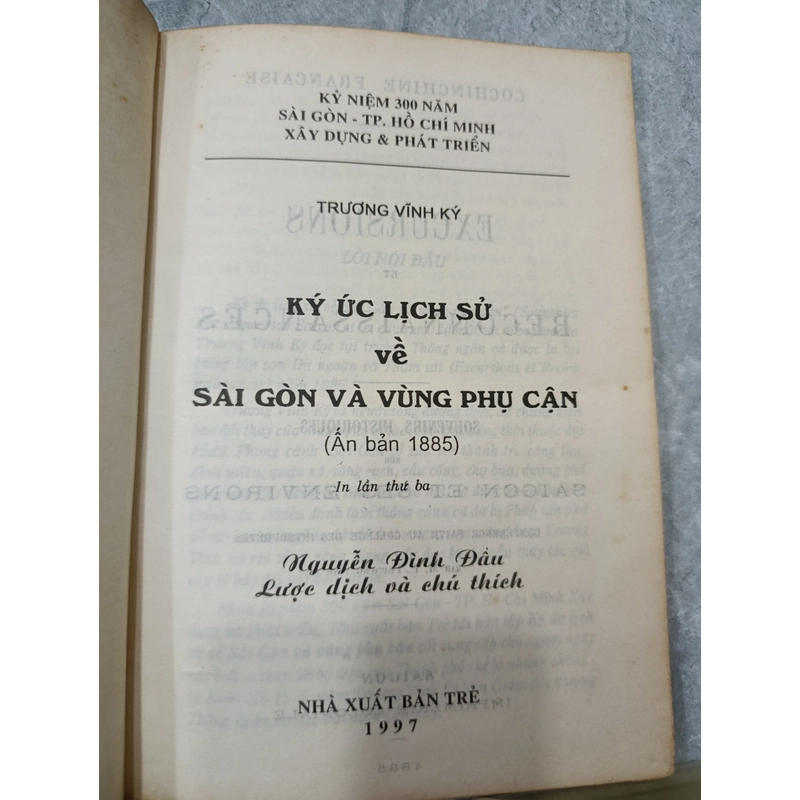 KỶ NIỆM 300 NĂM
SÀI GÒN - TP. HỒ CHÍ MINH
XÂY DỰNG & PHÁT TRIỂN
TRƯƠNG VĨNH KÝ
KÝ ỨC LỊCH SỬ
VỀ
SÀI GÒN VÀ VÙNG PHỤ CẬN
(Ấn bản 1885)
In lần thứ ba
Nguyễn Đình Đầu
Lược dịch và chú thích
NHÀ XUẤT BẢN TRẺ
1997